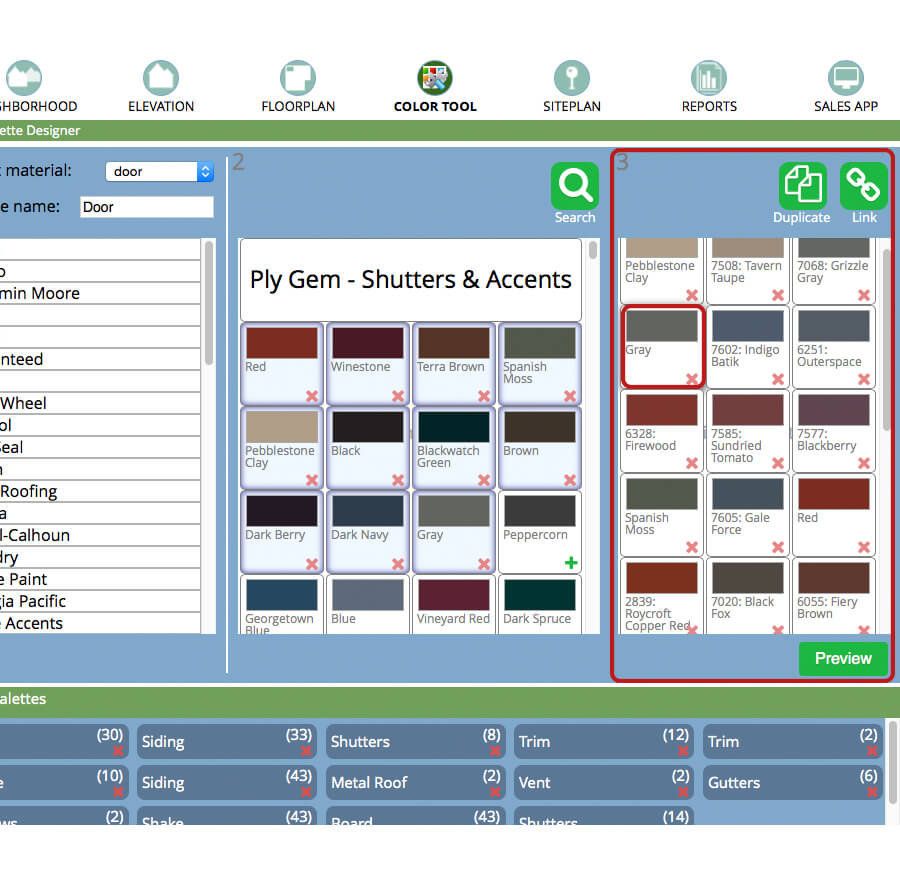 GHBORHOOD
ELEVATION
FLOORPLAN
COLOR TOOL
SITEPLAN
REPORTS
SALES APP
ette Designer
material:
door
e name:
Door
o
min Moore
nteed
Wheel
ol
Seal
n
Roofing
a
l-Calhoun
dry
e Paint
gia Pacific
e Accents
2
Search
Ply Gem - Shutters & Accents
Red
Winestone
Terra Brown
Spanish
Moss
Pebblestone
Clay
Black
Blackwatch
Green
Brown
Dark Berry
Dark Navy
Gray
Peppercorn
Georgetown
Blue
Blue
Vineyard Red
Dark Spruce
3
Duplicate
Link
Pebblestone
Clay
7508: Tavern
Taupe
7068: Grizzle
Gray
Gray
7602: Indigo
Batik
6251:
Outerspace
6328:
Firewood
7585:
Sundried
Tomato
7577:
Blackberry
Spanish
Moss
7605: Gale
Force
Red
2839:
Roycroft
Copper Red
7020: Black
Fox
6055: Fiery
Brown
Preview
alettes
(30)
Siding (33)
Shutters (8)
Trim (12)
Trim (2)
e (10)
Siding (43)
Metal Roof (2)
Vent (2)
Gutters (6)
ws (2)
Shake (43)
Board (43)
Shutters (14)